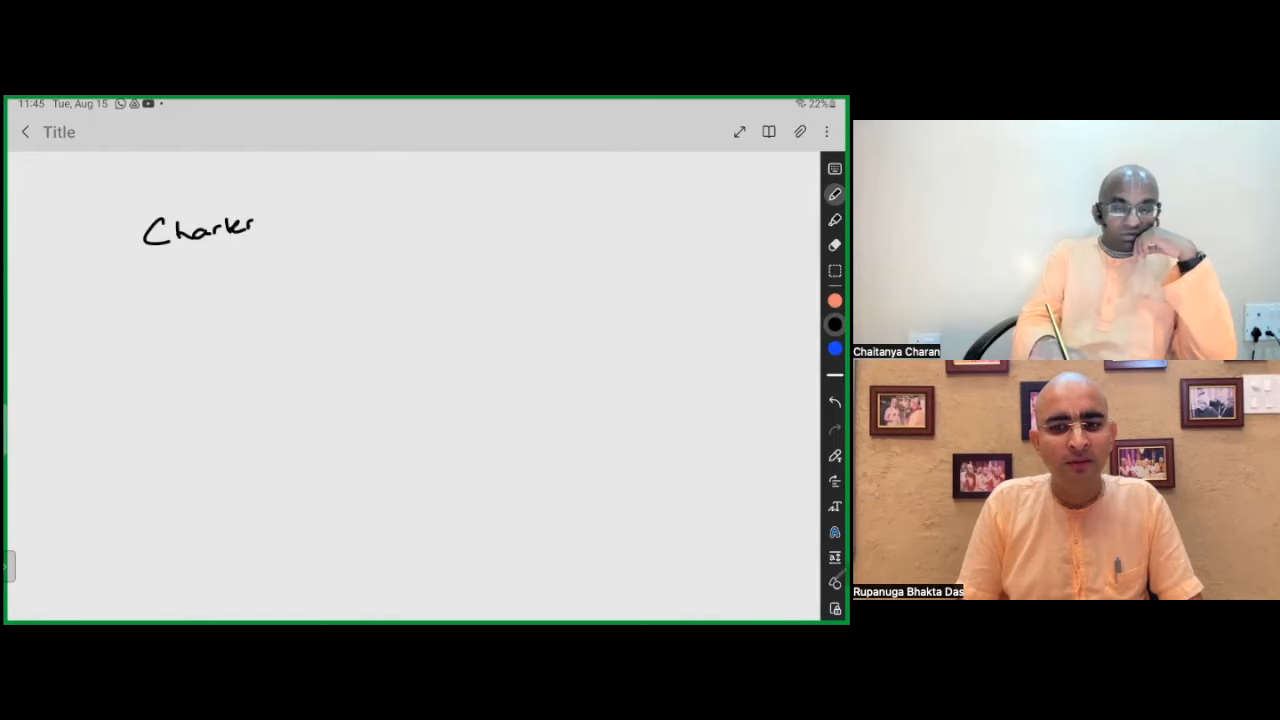 11:45 Tue, Aug 15 22%
Title
Charler
Chaitanya Charan
Rupanuga Bhakta Das